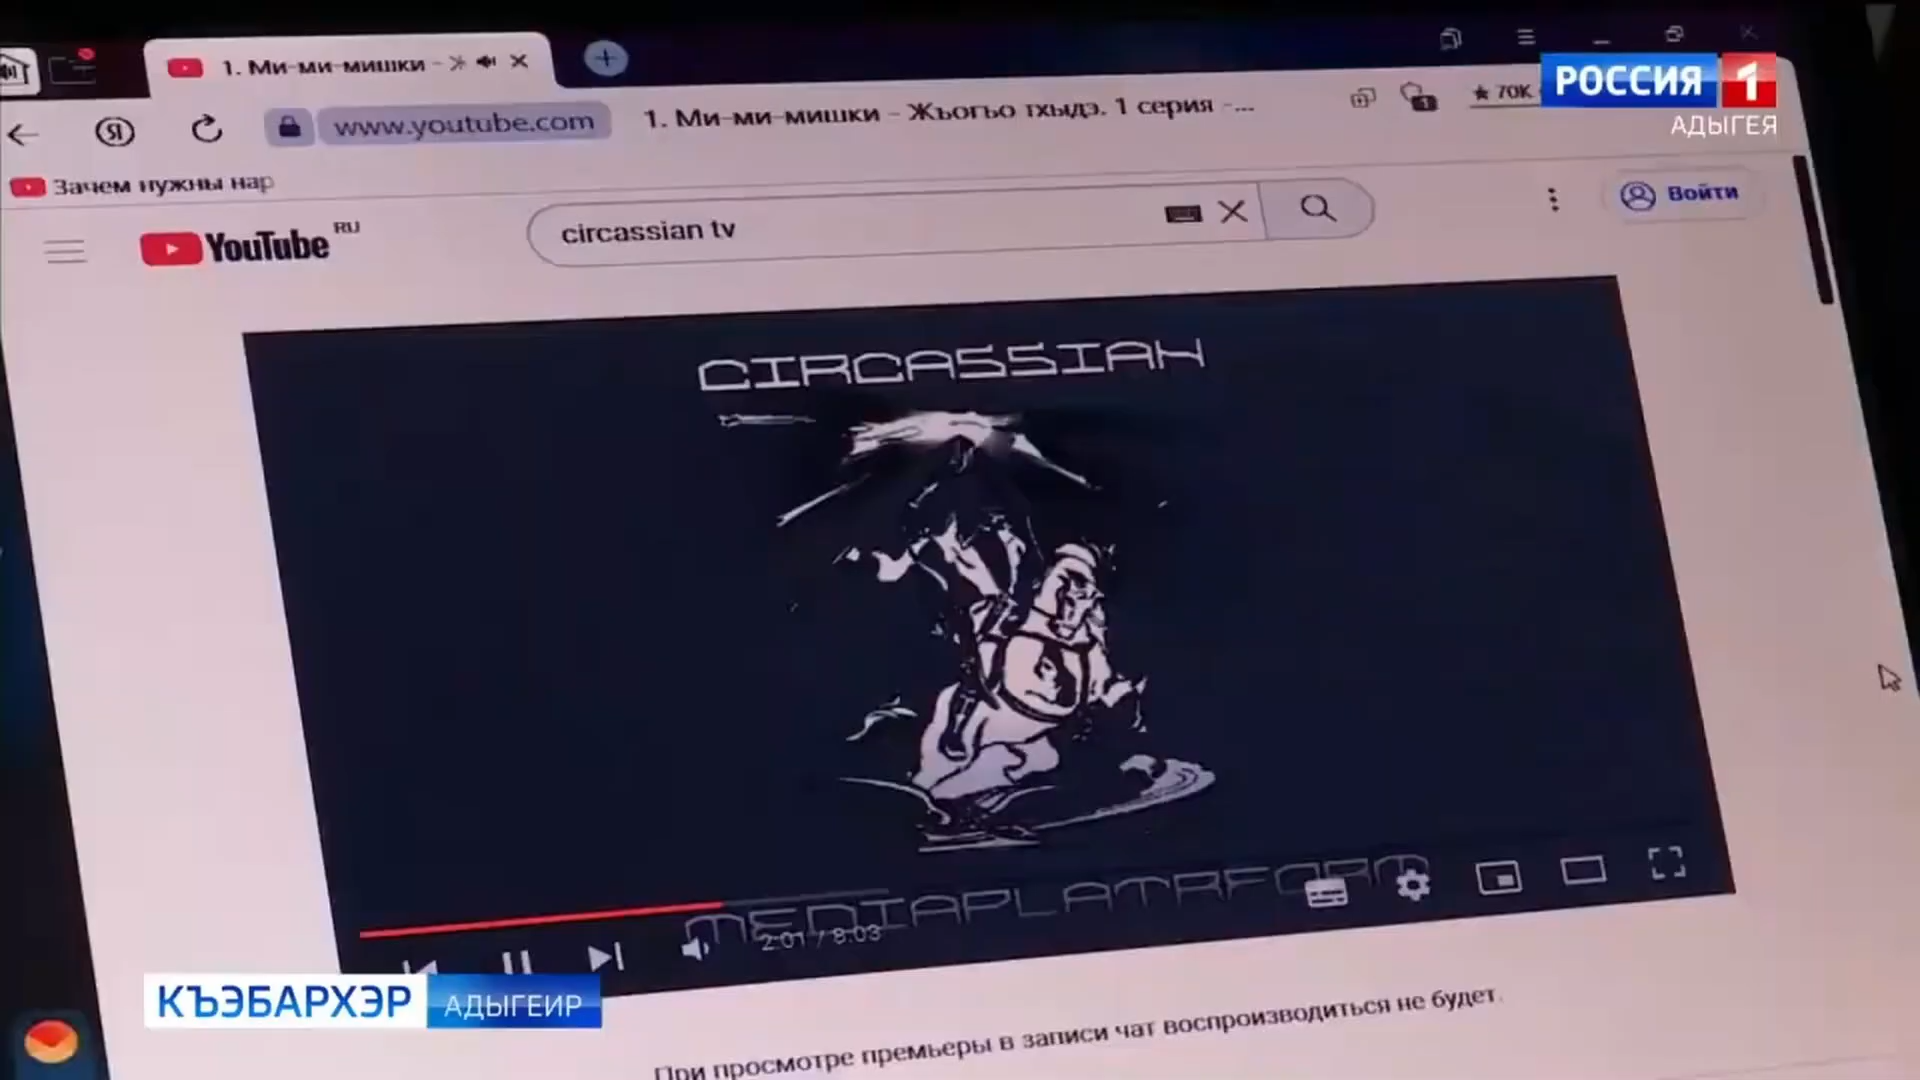 1. Ми-ми-мишки -
РОССИЯ 1
АДЫГЕЯ
Я
www.youtube.com
1. Ми-ми-мишки - Жъогъо тхыдэ. 1 серия -...
★ 70K
Зачем нужны нар
YouTube RU
circassian tv
Войти
CIRCASSIAN
MEDIAPLATRFORM
2:01 / 8:03
КЪЭБАРХЭР АДЫГЕИР
При просмотре премьеры в записи чат воспроизводиться не будет.